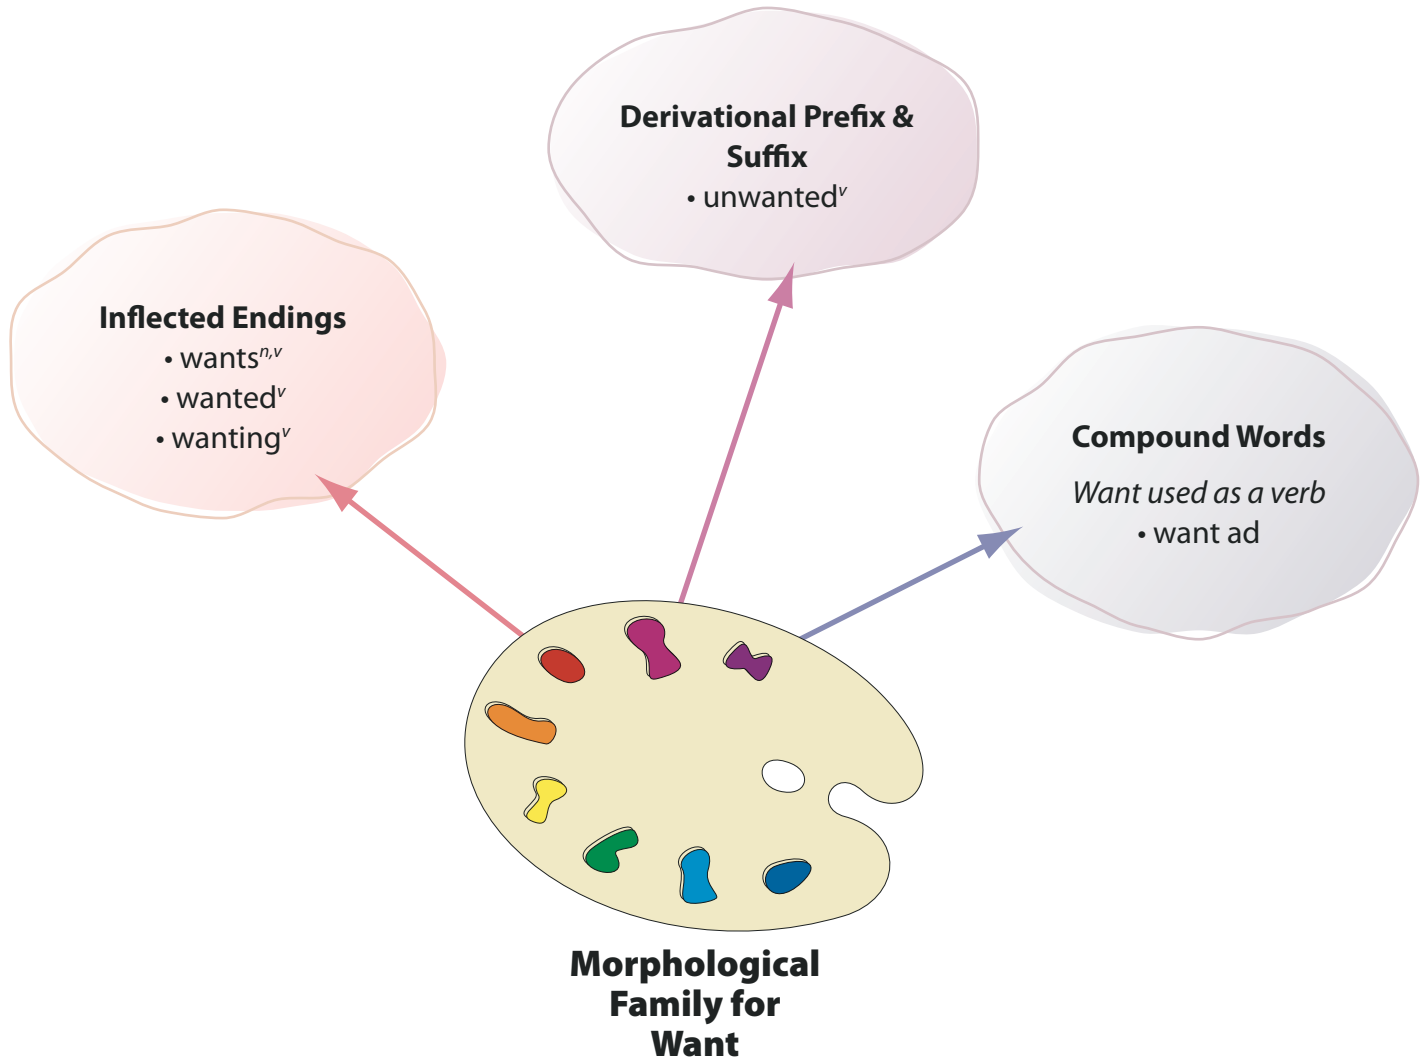 Derivational Prefix &
Suffix
• unwantedᵛ
Inflected Endings
• wantsⁿ,ᵛ
• wantedᵛ
• wantingᵛ
Compound Words
Want used as a verb
• want ad
Morphological
Family for
Want